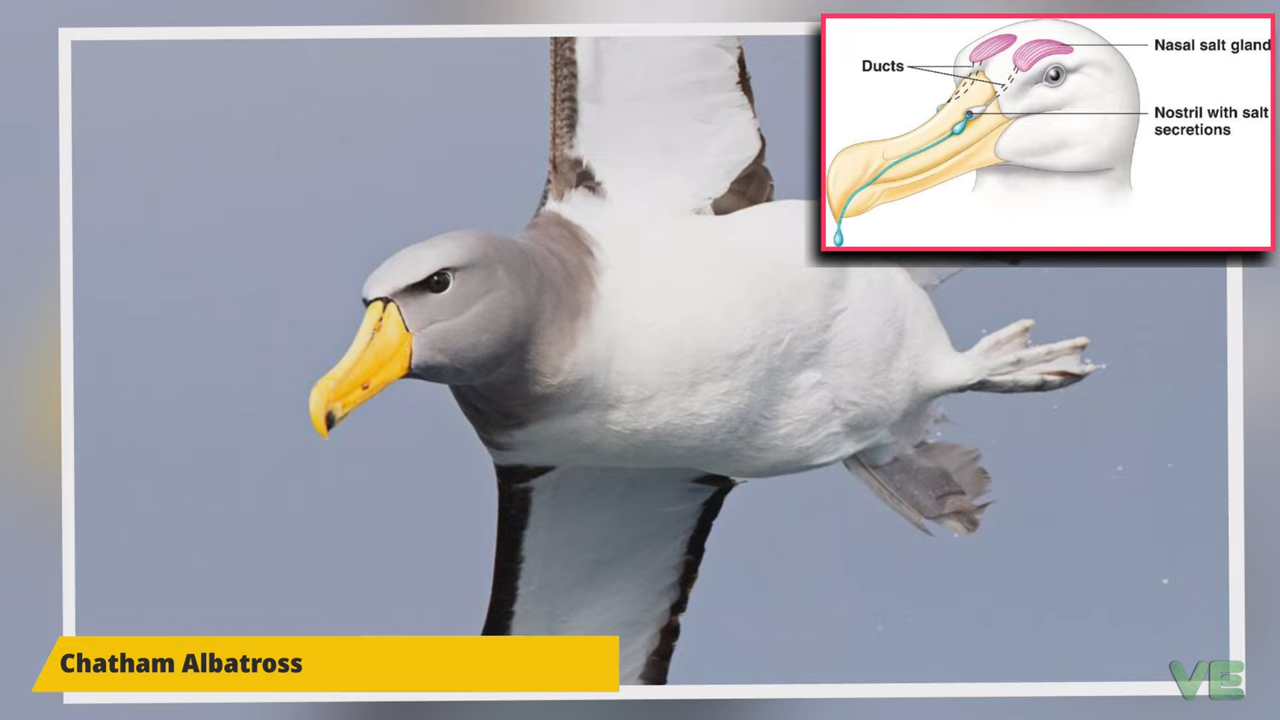 Nasal salt gland
Ducts
Nostril with salt
secretions
Chatham Albatross
VE